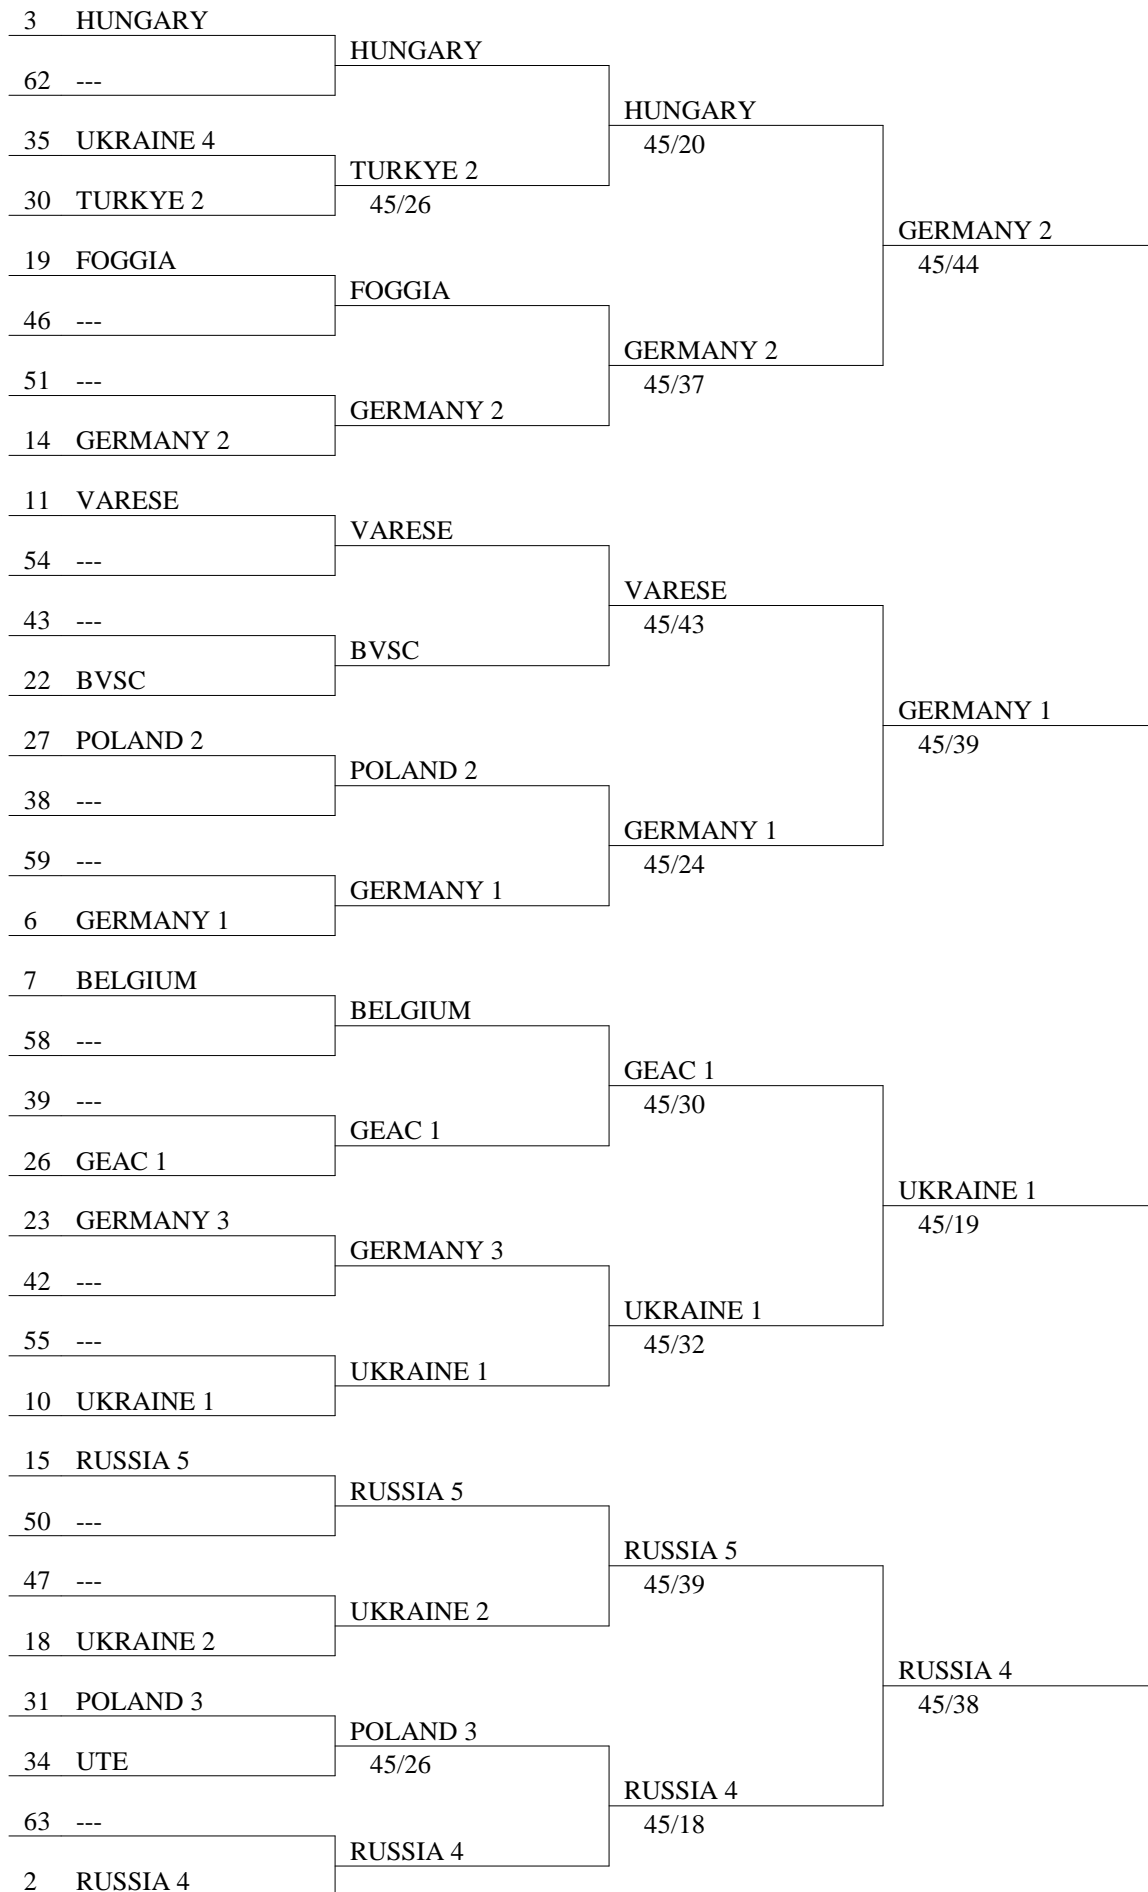 3 HUNGARY
HUNGARY
62 ---
HUNGARY
35 UKRAINE 4
45/20
TURKYE 2
30 TURKYE 2
45/26
GERMANY 2
19 FOGGIA
45/44
FOGGIA
46 ---
GERMANY 2
51 ---
45/37
GERMANY 2
14 GERMANY 2
11 VARESE
VARESE
54 ---
VARESE
43 ---
45/43
BVSC
22 BVSC
GERMANY 1
27 POLAND 2
45/39
POLAND 2
38 ---
GERMANY 1
59 ---
45/24
GERMANY 1
6 GERMANY 1
7 BELGIUM
BELGIUM
58 ---
GEAC 1
39 ---
45/30
GEAC 1
26 GEAC 1
UKRAINE 1
23 GERMANY 3
45/19
GERMANY 3
42 ---
UKRAINE 1
55 ---
45/32
UKRAINE 1
10 UKRAINE 1
15 RUSSIA 5
RUSSIA 5
50 ---
RUSSIA 5
47 ---
45/39
UKRAINE 2
18 UKRAINE 2
RUSSIA 4
31 POLAND 3
45/38
POLAND 3
34 UTE
45/26
RUSSIA 4
63 ---
45/18
RUSSIA 4
2 RUSSIA 4